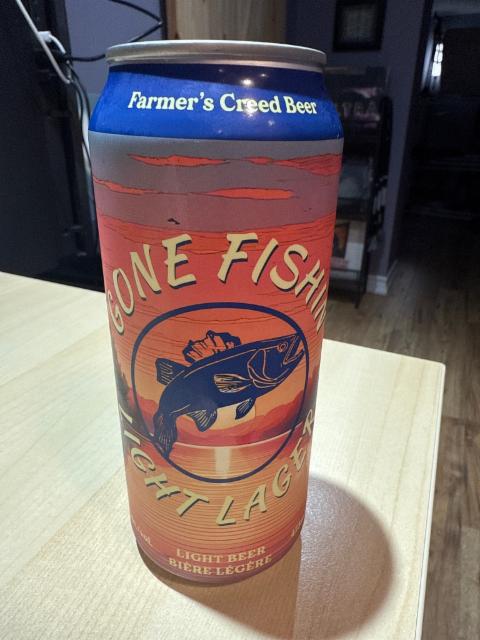 Farmer's Creed Beer
GONE FISHIN
LIGHT LAGER
LIGHT BEER
BIÈRE LÉGÈRE